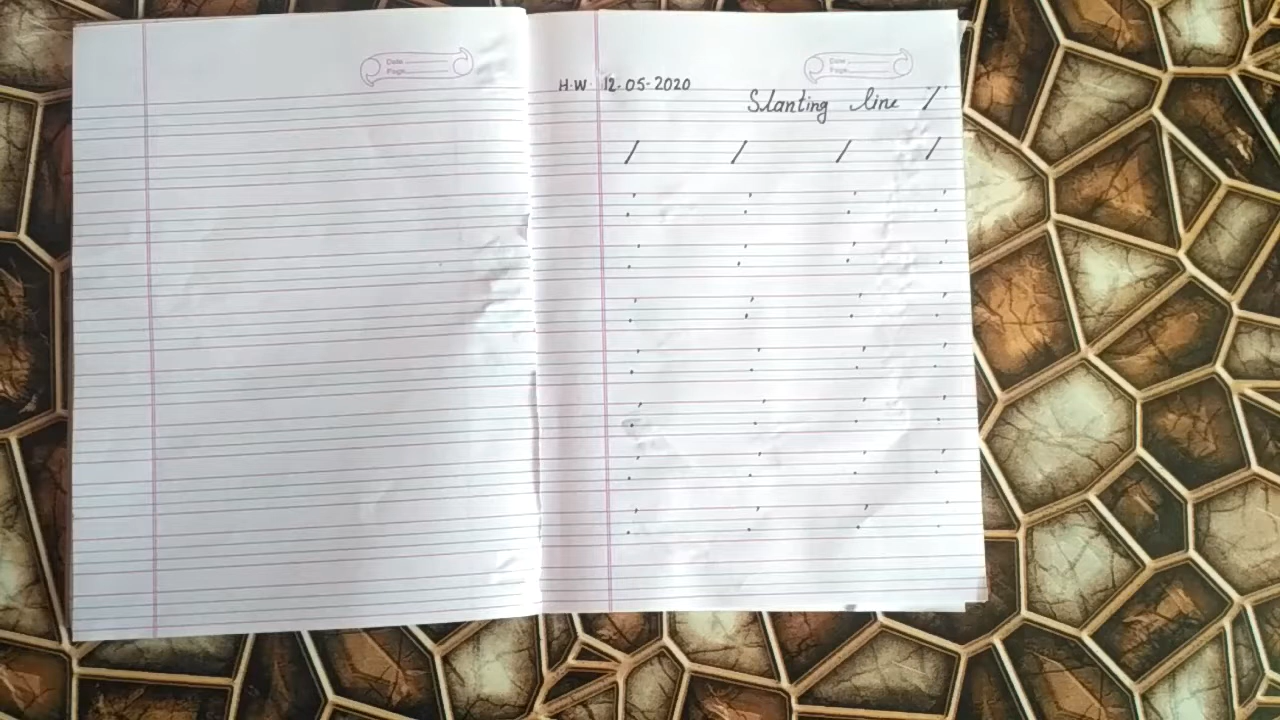 Date
Page
Date
Page
H.W. 12-05-2020
Slanting line /
/ / / /